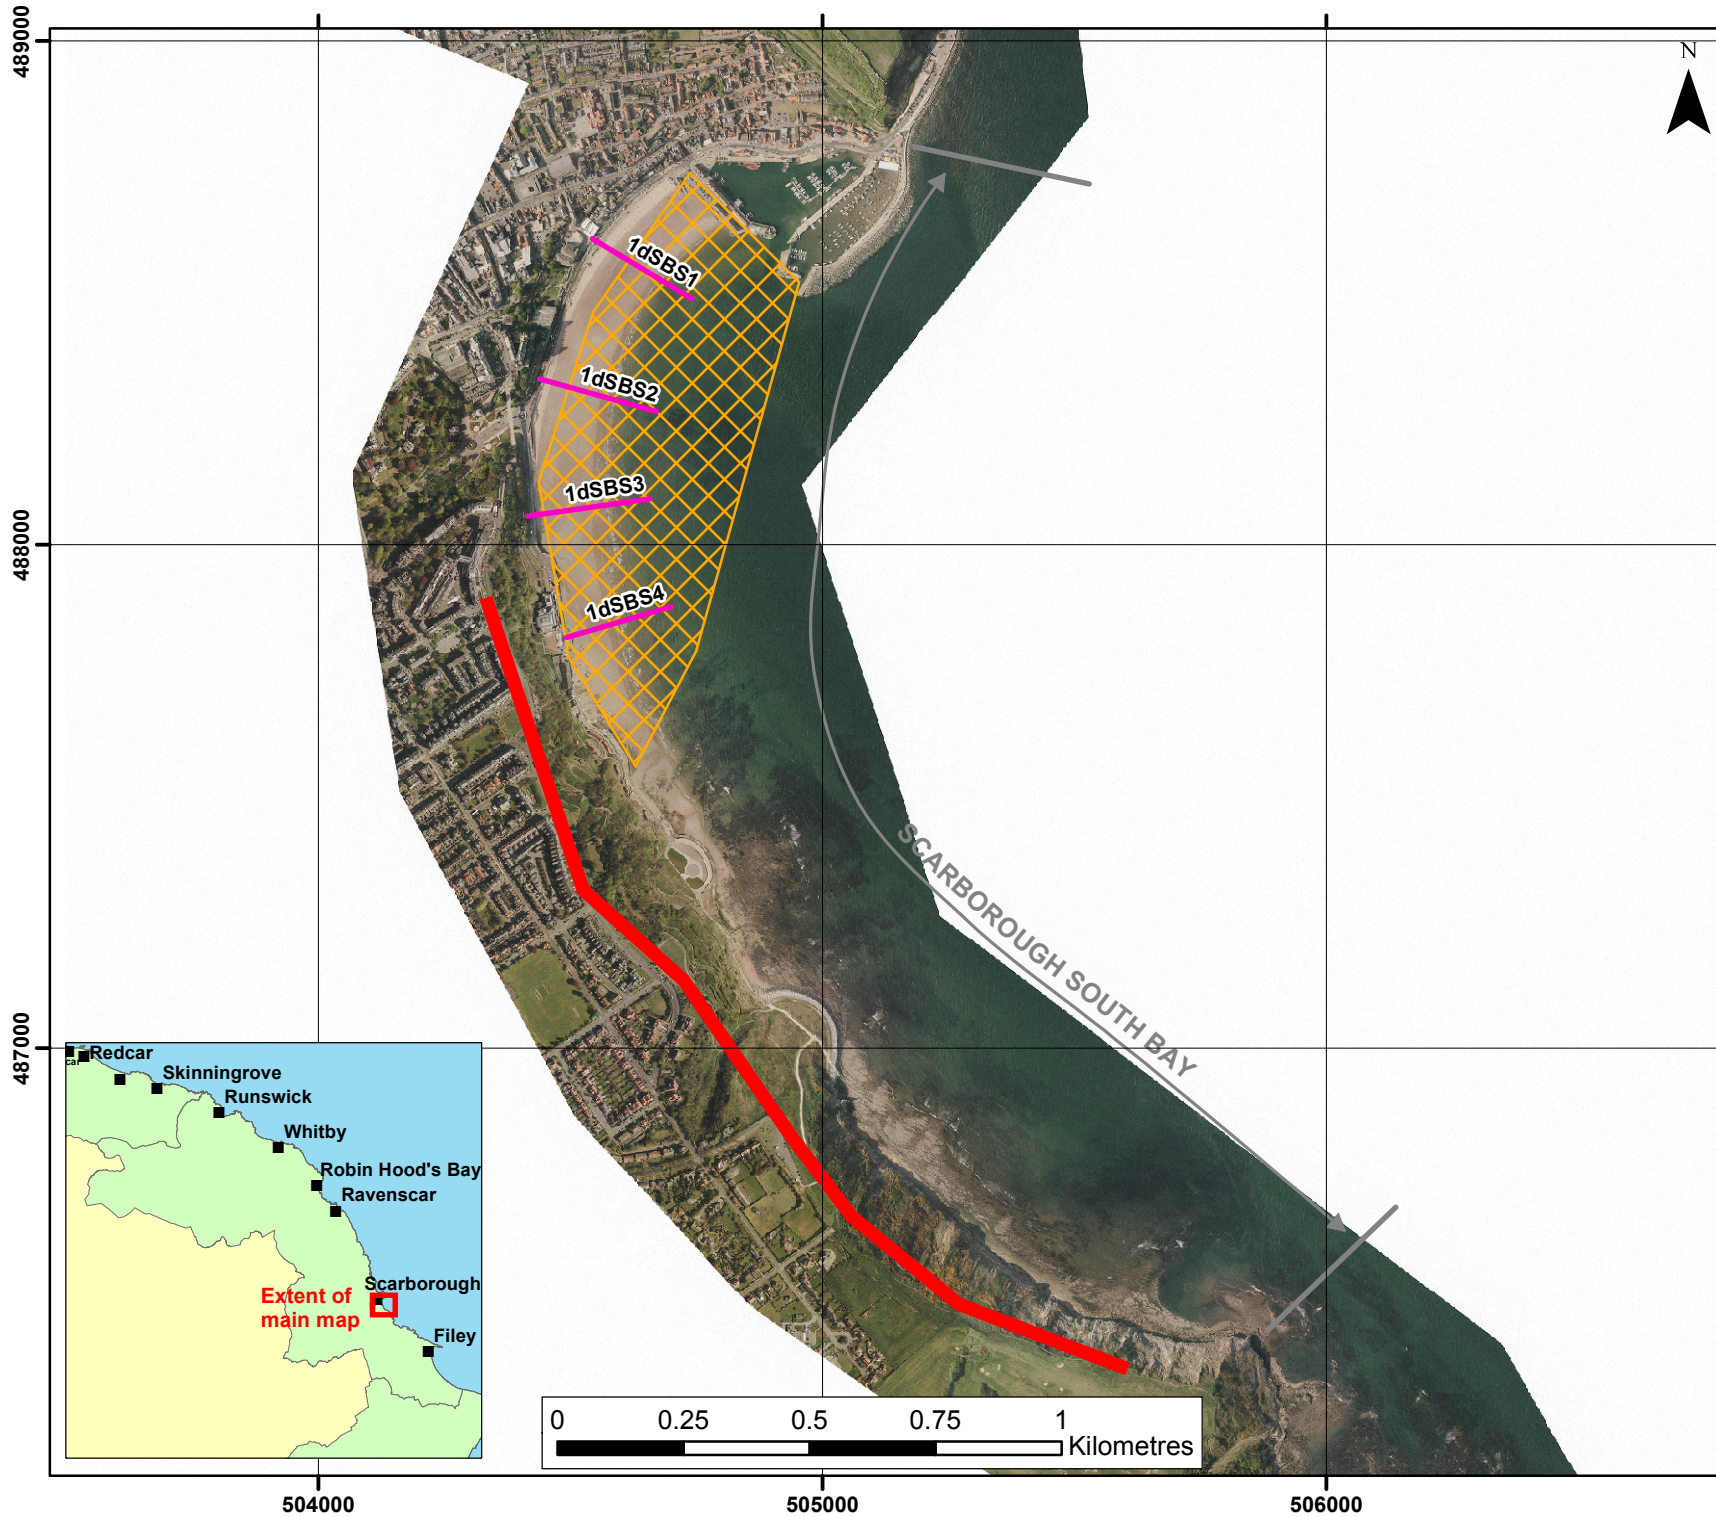 489000
N
1dSBS1
1dSBS2
1dSBS3
488000
1dSBS4
SCARBOROUGH SOUTH BAY
487000
Redcar
car
Skinningrove
Runswick
Whitby
Robin Hood's Bay
Ravenscar
Scarborough
Extent of
main map
Filey
0 0.25 0.5 0.75 1
Kilometres
504000 505000 506000